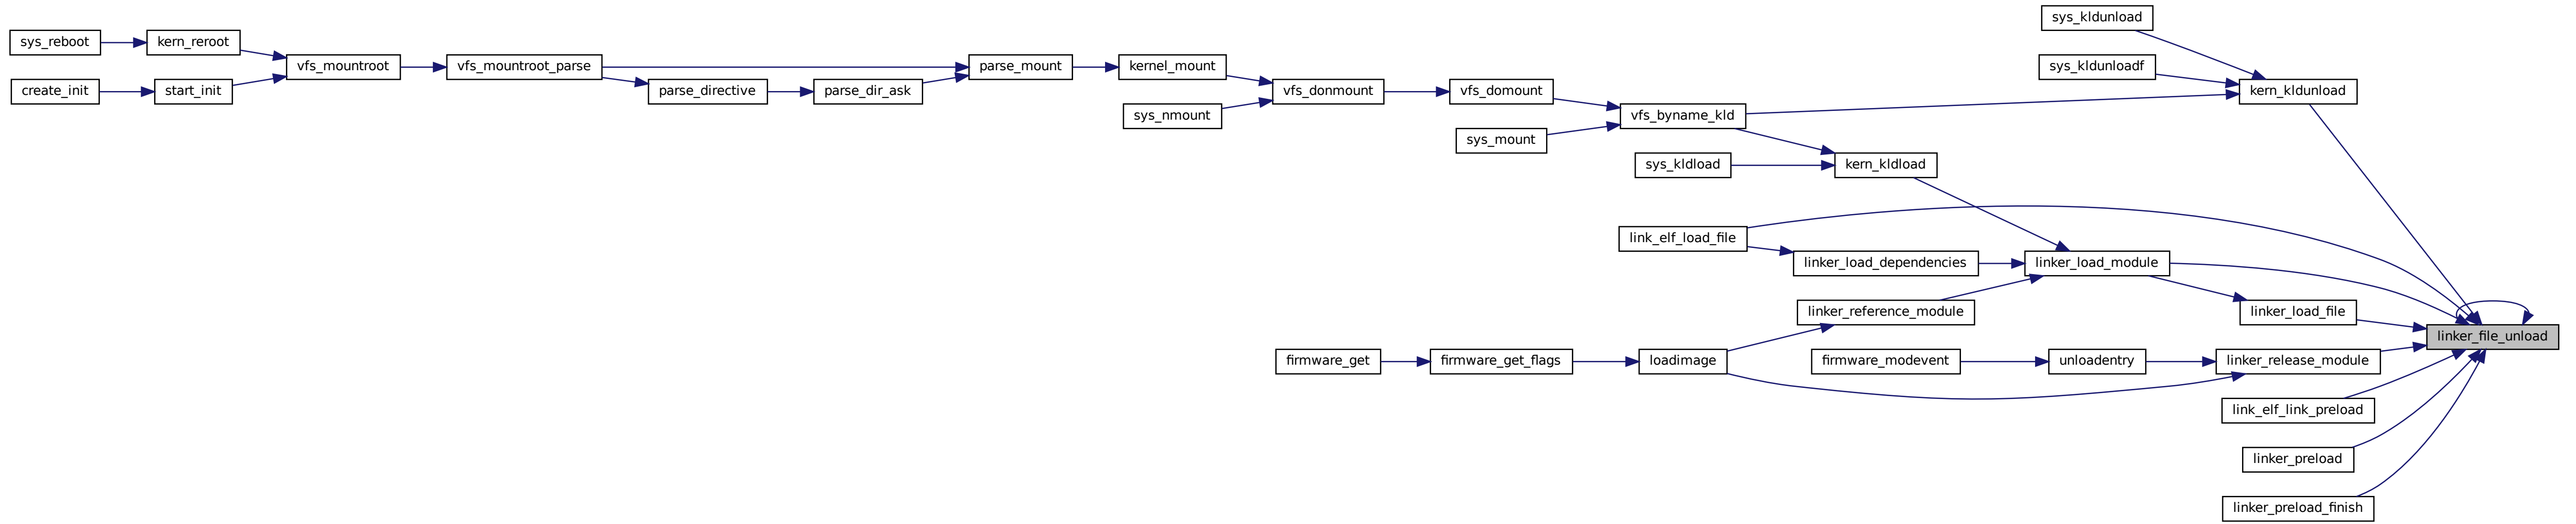 sys_kldunload
sys_reboot
kern_reroot
vfs_mountroot
vfs_mountroot_parse
parse_mount
kernel_mount
sys_kldunloadf
create_init
start_init
parse_directive
parse_dir_ask
vfs_donmount
vfs_domount
kern_kldunload
sys_nmount
vfs_byname_kld
sys_mount
sys_kldload
kern_kldload
link_elf_load_file
linker_load_dependencies
linker_load_module
linker_reference_module
linker_load_file
linker_file_unload
firmware_get
firmware_get_flags
loadimage
firmware_modevent
unloadentry
linker_release_module
link_elf_link_preload
linker_preload
linker_preload_finish